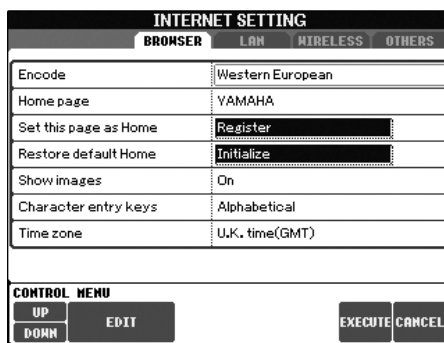 INTERNET SETTING
BROWSER LAN WIRELESS OTHERS
Encode Western European
Home page YAMAHA
Set this page as Home Register
Restore default Home Initialize
Show images On
Character entry keys Alphabetical
Time zone U.K. time(GMT)
CONTROL MENU
UP
EDIT EXECUTE CANCEL
DOWN